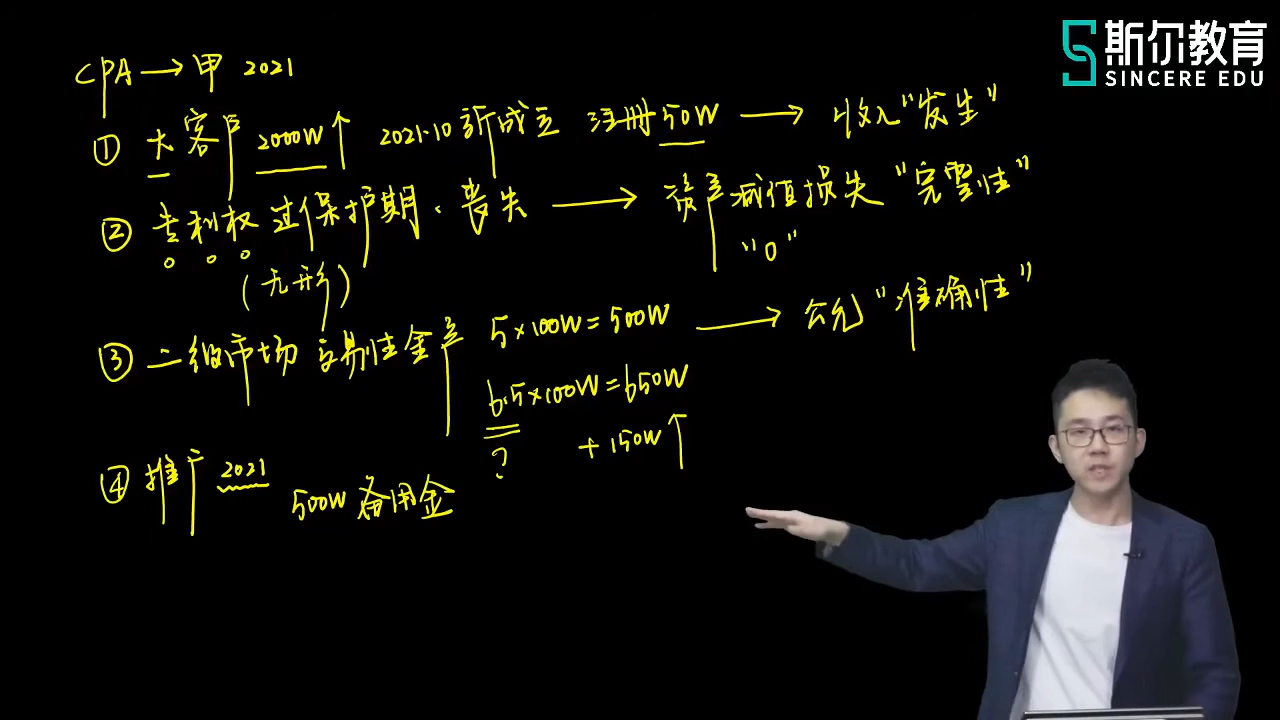 斯尔教育
SINCERE EDU
CPA → 甲 2021
① 大客户 2000W↑ 2021.10 新成立 注册50W → 收入"发生"
② 专利权 过保护期、丧失 → 资产减值损失 "完整性"
"0"
(无形)
③ 二级市场 交易性金产 5×100W=500W → 公允"准确性"
6.5×100W=650W
? +150W↑
④ 推广 2021 500W 备用金